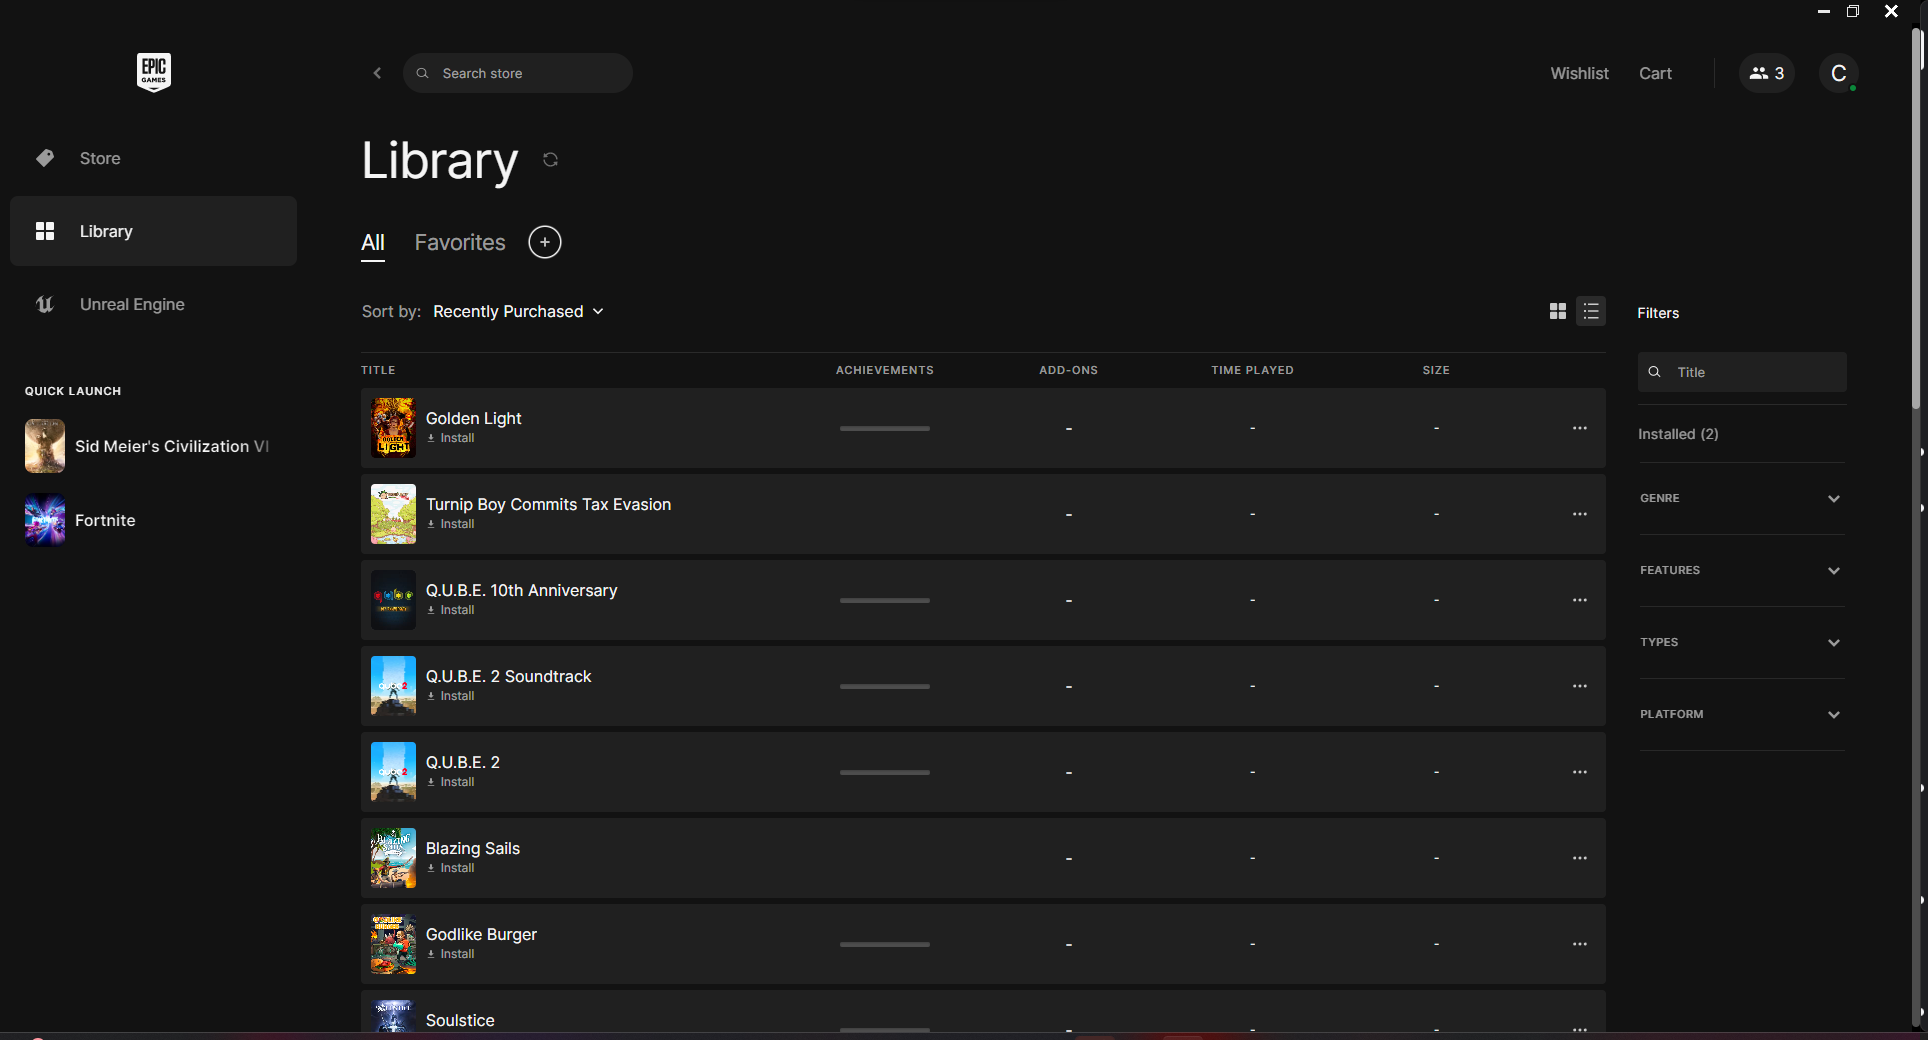 EPIC
GAMES
Search store
Wishlist
Cart
3
C
Store
Library
Unreal Engine
QUICK LAUNCH
Sid Meier's Civilization VI
Fortnite
Library
All
Favorites
+
Sort by: Recently Purchased
TITLE
ACHIEVEMENTS
ADD-ONS
TIME PLAYED
SIZE
GOLDEN
LIGHT
Golden Light
Install
-
-
-
Turnip Boy Commits Tax Evasion
Install
-
-
-
Q.U.B.E. 10th Anniversary
Install
-
-
-
Q.U.B.E. 2 Soundtrack
Install
-
-
-
Q.U.B.E. 2
Install
-
-
-
Blazing Sails
Install
-
-
-
Godlike Burger
Install
-
-
-
Soulstice
-
-
-
Filters
Title
Installed (2)
GENRE
FEATURES
TYPES
PLATFORM